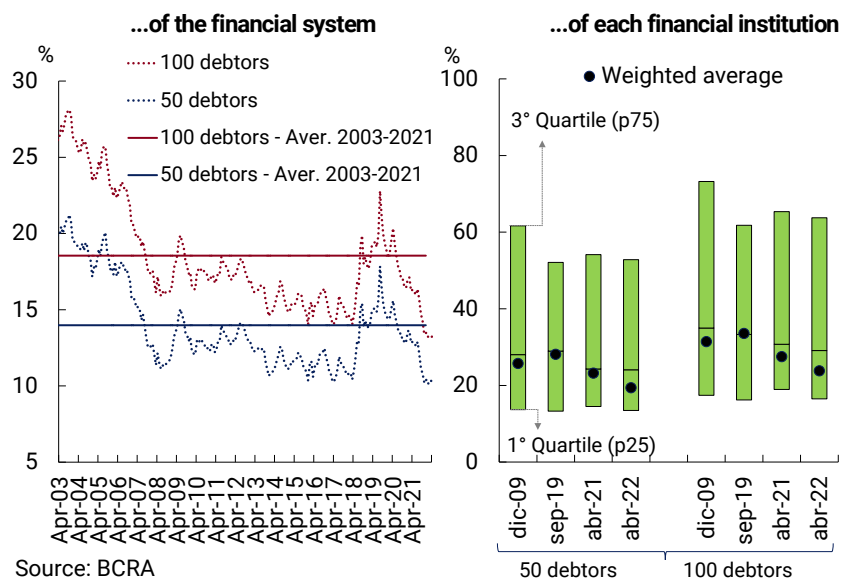 ...of the financial system
%
100 debtors
50 debtors
100 debtors - Aver. 2003-2021
50 debtors - Aver. 2003-2021
30
25
20
15
10
5
Apr-03
Apr-04
Apr-05
Apr-06
Apr-07
Apr-08
Apr-09
Apr-10
Apr-11
Apr-12
Apr-13
Apr-14
Apr-15
Apr-16
Apr-17
Apr-18
Apr-19
Apr-20
Apr-21
Source: BCRA
...of each financial institution
%
Weighted average
3° Quartile (p75)
1° Quartile (p25)
100
80
60
40
20
0
dic-09
sep-19
abr-21
abr-22
dic-09
sep-19
abr-21
abr-22
50 debtors
100 debtors